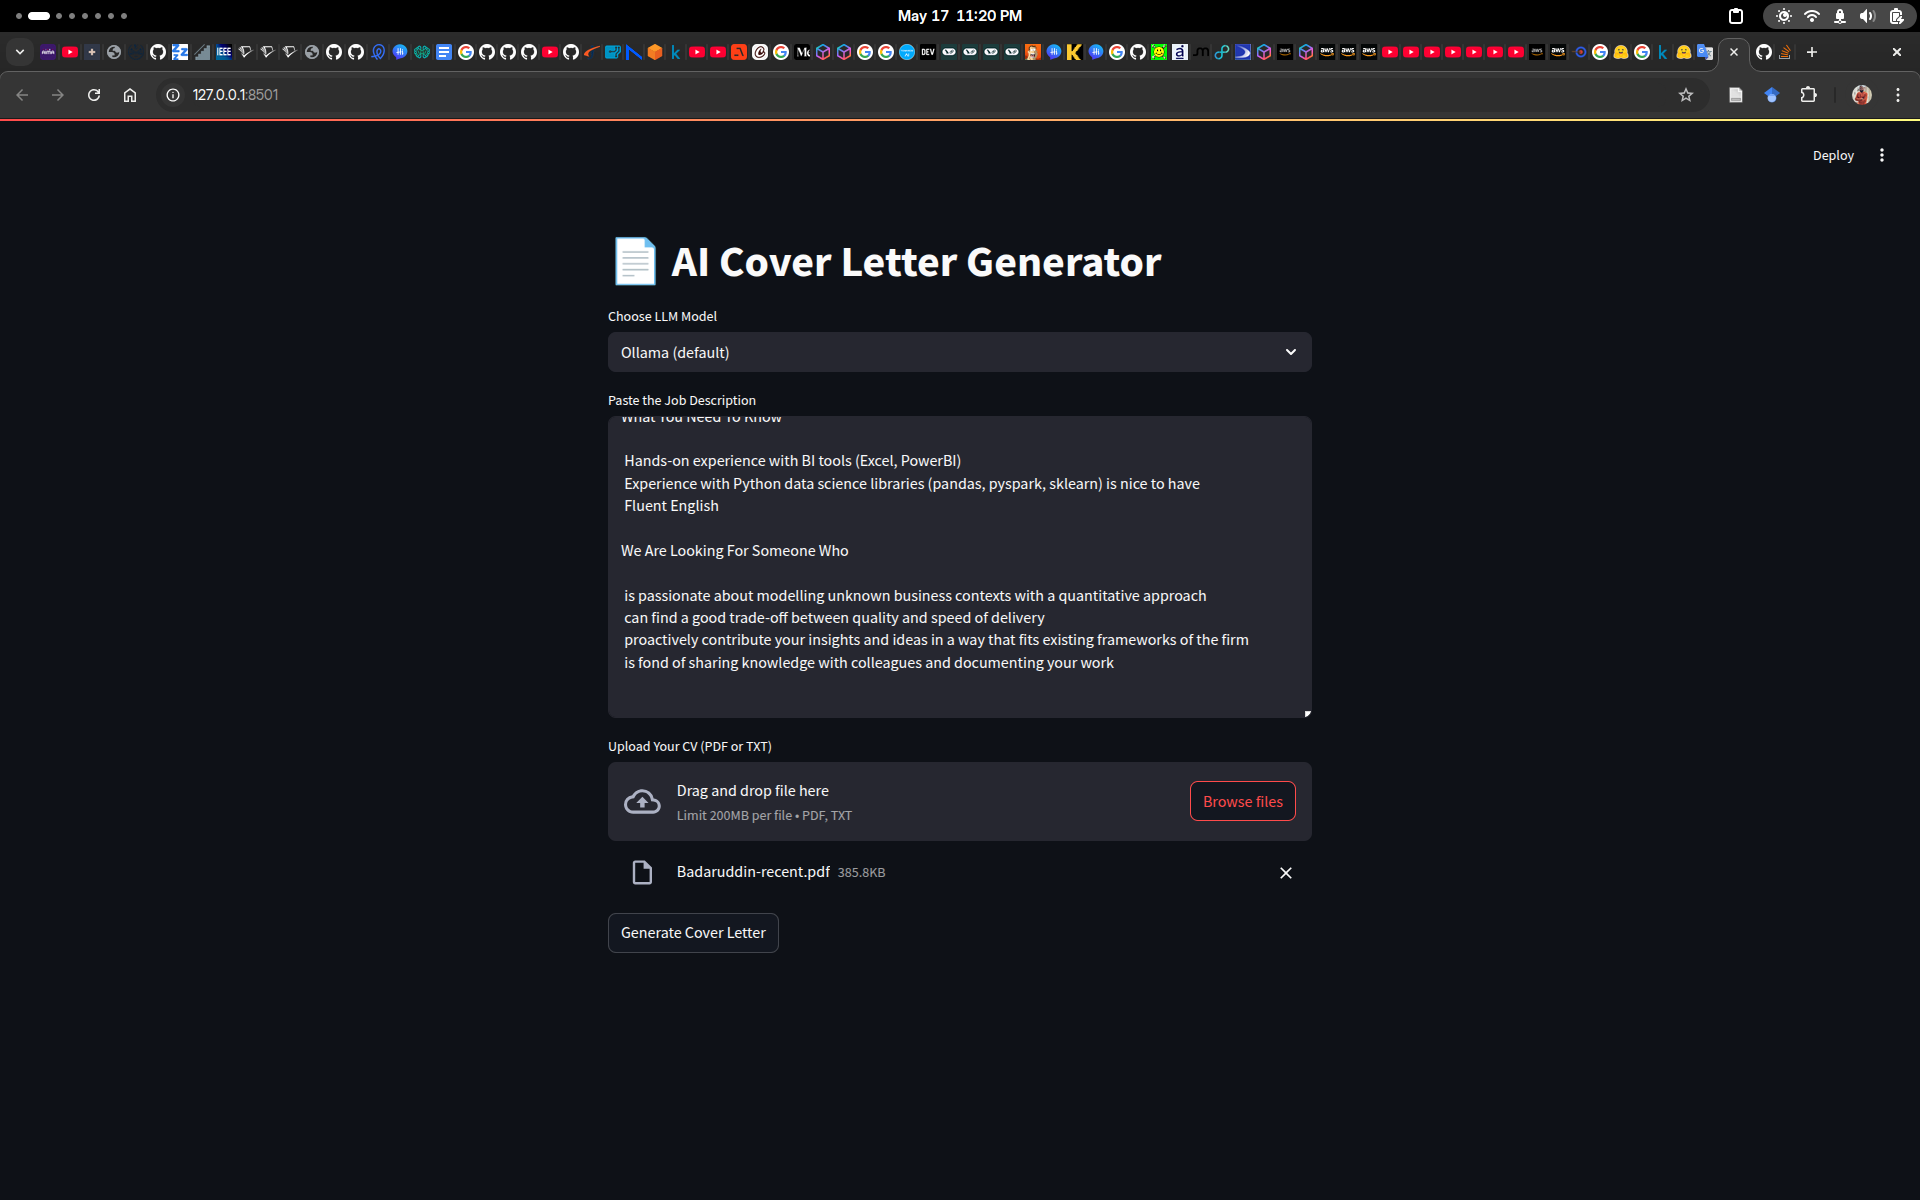 May 17 11:20 PM
127.0.0.1:8501
Deploy
AI Cover Letter Generator
Choose LLM Model
Ollama (default)
Paste the Job Description
What You Need To Know
Hands-on experience with BI tools (Excel, PowerBI)
Experience with Python data science libraries (pandas, pyspark, sklearn) is nice to have
Fluent English
We Are Looking For Someone Who
is passionate about modelling unknown business contexts with a quantitative approach
can find a good trade-off between quality and speed of delivery
proactively contribute your insights and ideas in a way that fits existing frameworks of the firm
is fond of sharing knowledge with colleagues and documenting your work
Upload Your CV (PDF or TXT)
Drag and drop file here
Limit 200MB per file • PDF, TXT
Browse files
Badaruddin-recent.pdf 385.8KB
Generate Cover Letter